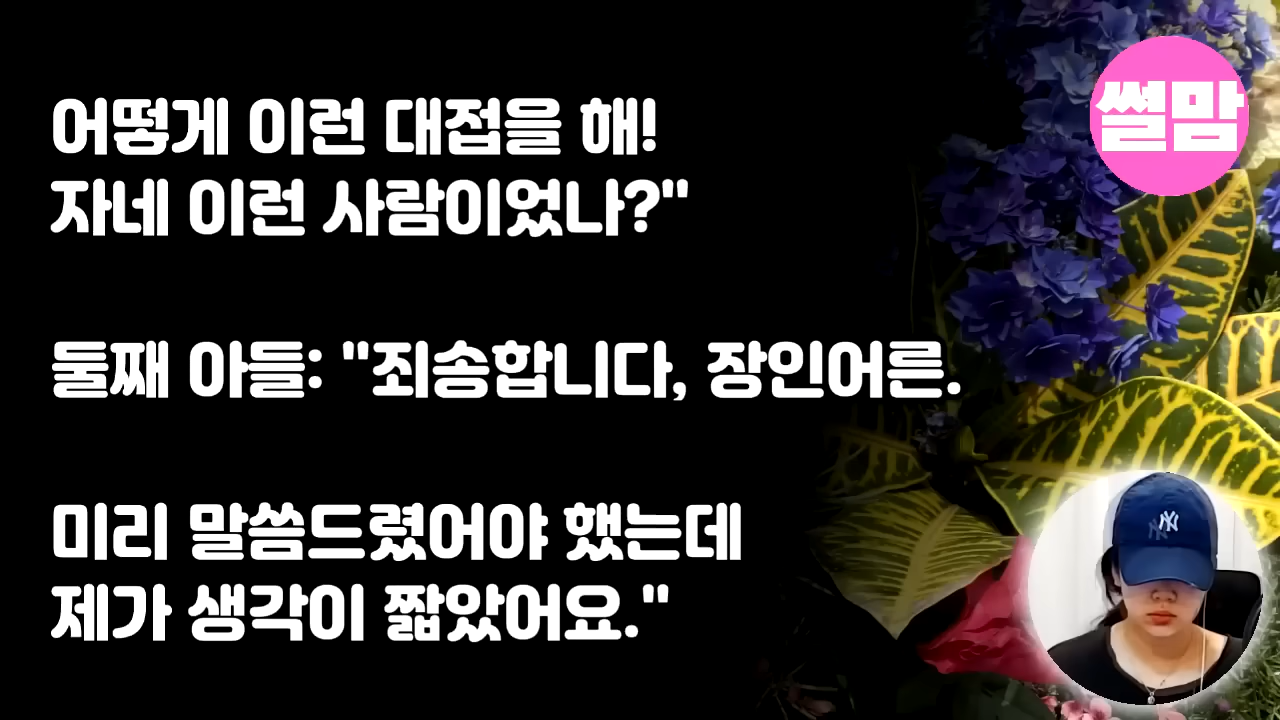 썰맘
어떻게 이런 대접을 해!
자네 이런 사람이었나?"
둘째 아들: "죄송합니다, 장인어른.
미리 말씀드렸어야 했는데
제가 생각이 짧았어요."
NY